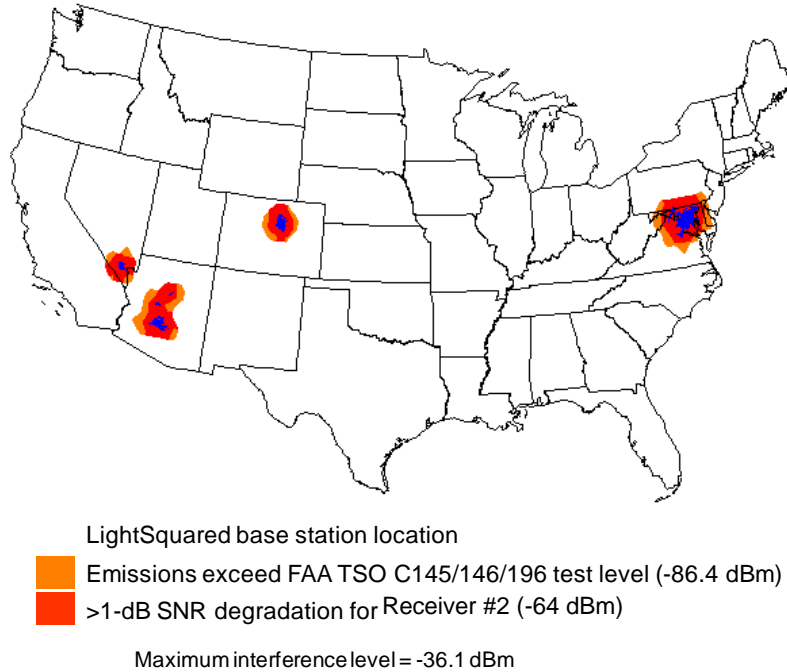 LightSquared base station location
Emissions exceed FAA TSO C145/146/196 test level (-86.4 dBm)
>1-dB SNR degradation for Receiver #2 (-64 dBm)
Maximum interference level = -36.1 dBm